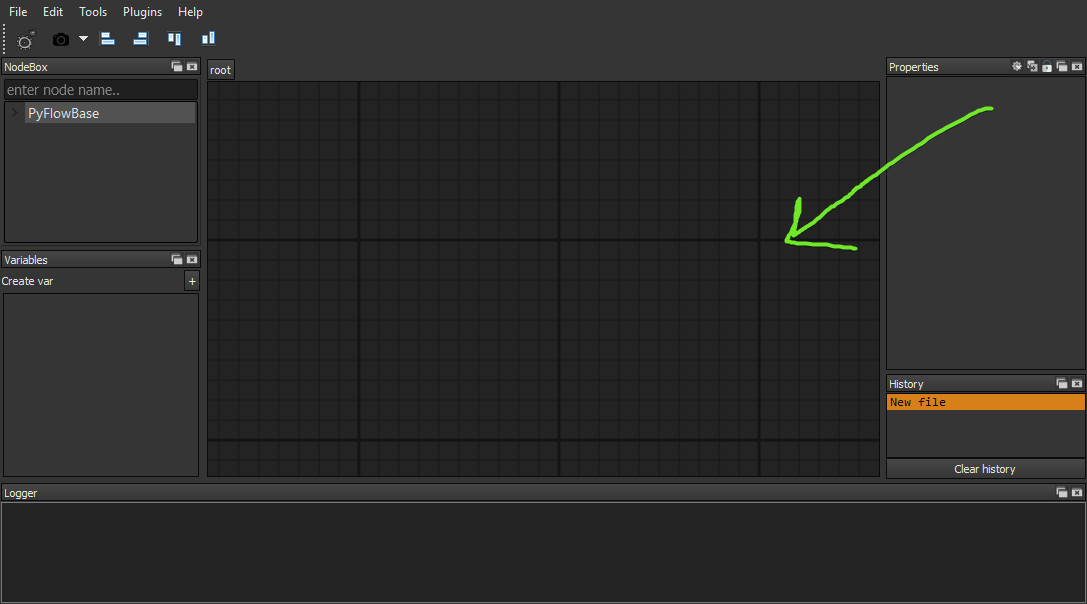 File Edit Tools Plugins Help
NodeBox
enter node name..
PyFlowBase
Variables
Create var +
root
Properties
History
New file
Clear history
Logger